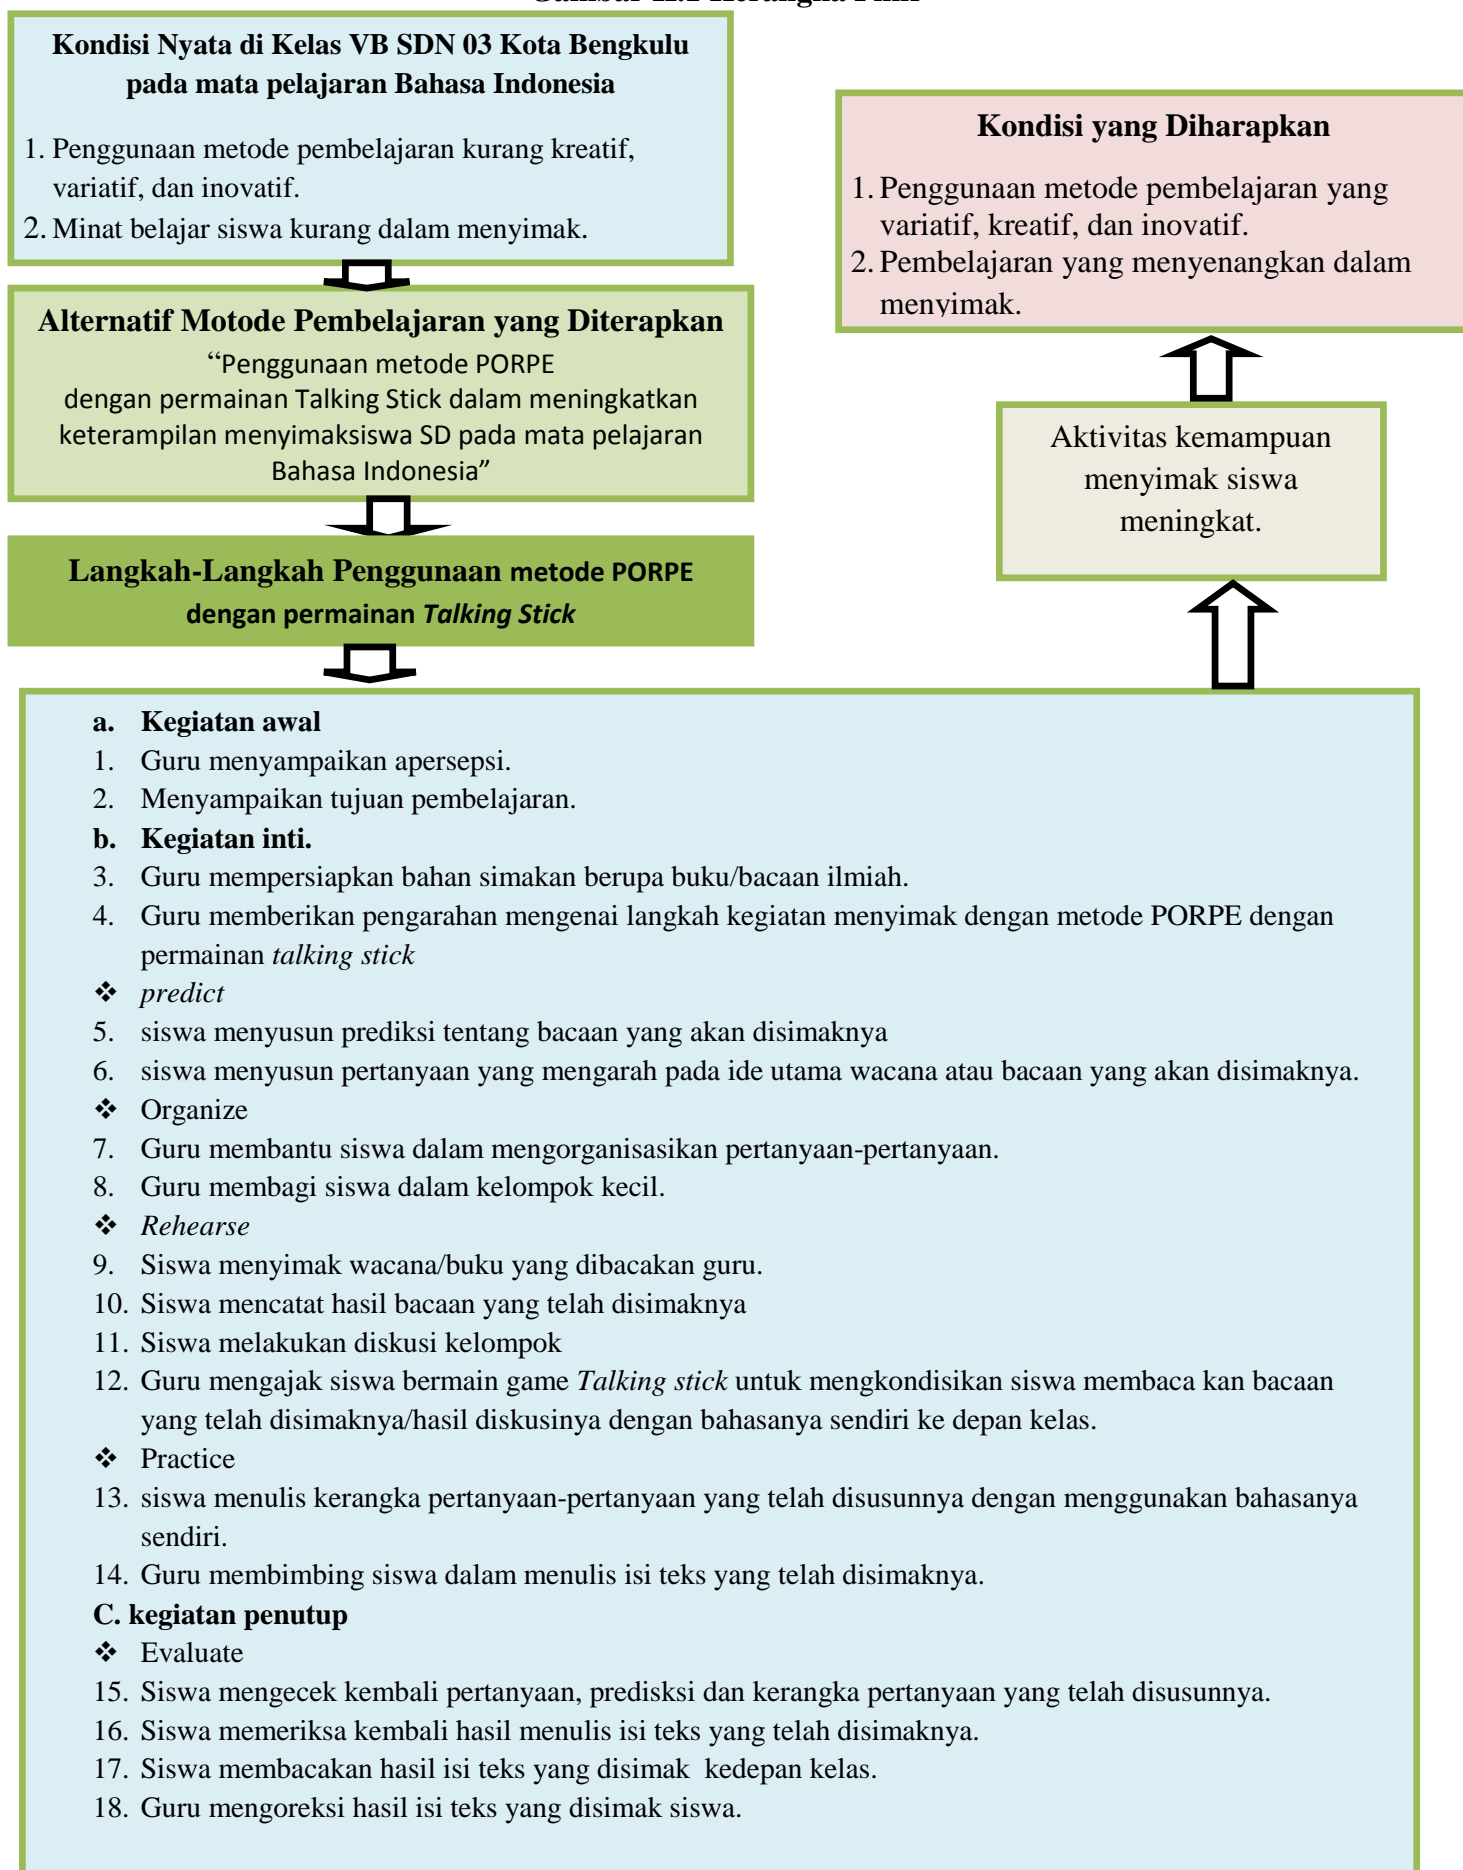 Kondisi Nyata di Kelas VB SDN 03 Kota Bengkulu
pada mata pelajaran Bahasa Indonesia
1. Penggunaan metode pembelajaran kurang kreatif,
variatif, dan inovatif.
2. Minat belajar siswa kurang dalam menyimak.
Alternatif Motode Pembelajaran yang Diterapkan
“Penggunaan metode PORPE
dengan permainan Talking Stick dalam meningkatkan
keterampilan menyimaksiswa SD pada mata pelajaran
Bahasa Indonesia”
Langkah-Langkah Penggunaan metode PORPE
dengan permainan Talking Stick
Kondisi yang Diharapkan
1. Penggunaan metode pembelajaran yang
variatif, kreatif, dan inovatif.
2. Pembelajaran yang menyenangkan dalam
menyimak.
Aktivitas kemampuan
menyimak siswa
meningkat.
a. Kegiatan awal
1. Guru menyampaikan apersepsi.
2. Menyampaikan tujuan pembelajaran.
b. Kegiatan inti.
3. Guru mempersiapkan bahan simakan berupa buku/bacaan ilmiah.
4. Guru memberikan pengarahan mengenai langkah kegiatan menyimak dengan metode PORPE dengan
permainan talking stick
❖ predict
5. siswa menyusun prediksi tentang bacaan yang akan disimaknya
6. siswa menyusun pertanyaan yang mengarah pada ide utama wacana atau bacaan yang akan disimaknya.
❖ Organize
7. Guru membantu siswa dalam mengorganisasikan pertanyaan-pertanyaan.
8. Guru membagi siswa dalam kelompok kecil.
❖ Rehearse
9. Siswa menyimak wacana/buku yang dibacakan guru.
10. Siswa mencatat hasil bacaan yang telah disimaknya
11. Siswa melakukan diskusi kelompok
12. Guru mengajak siswa bermain game Talking stick untuk mengkondisikan siswa membaca kan bacaan
yang telah disimaknya/hasil diskusinya dengan bahasanya sendiri ke depan kelas.
❖ Practice
13. siswa menulis kerangka pertanyaan-pertanyaan yang telah disusunnya dengan menggunakan bahasanya
sendiri.
14. Guru membimbing siswa dalam menulis isi teks yang telah disimaknya.
C. kegiatan penutup
❖ Evaluate
15. Siswa mengecek kembali pertanyaan, predisksi dan kerangka pertanyaan yang telah disusunnya.
16. Siswa memeriksa kembali hasil menulis isi teks yang telah disimaknya.
17. Siswa membacakan hasil isi teks yang disimak kedepan kelas.
18. Guru mengoreksi hasil isi teks yang disimak siswa.